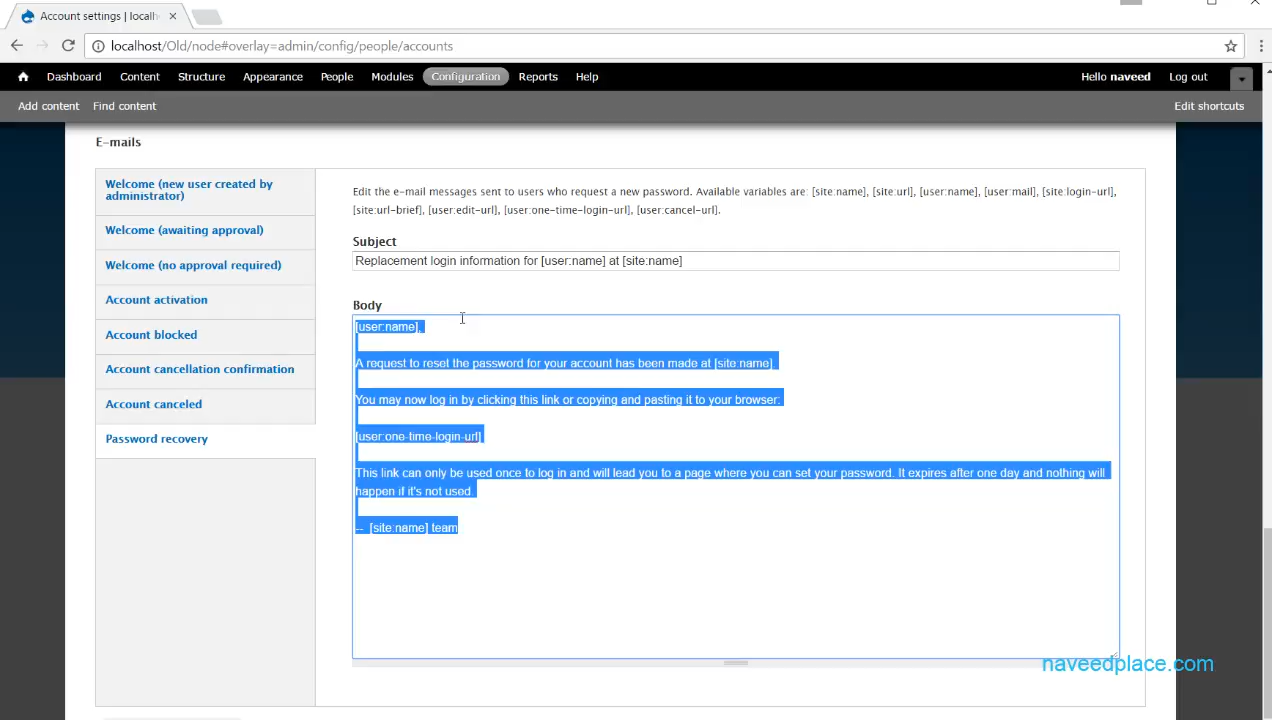 Account settings | localh
localhost/Old/node#overlay=admin/config/people/accounts
Dashboard Content Structure Appearance People Modules Configuration Reports Help Hello naveed Log out
Add content Find content Edit shortcuts
E-mails
Welcome (new user created by
administrator)
Welcome (awaiting approval)
Welcome (no approval required)
Account activation
Account blocked
Account cancellation confirmation
Account canceled
Password recovery
Edit the e-mail messages sent to users who request a new password. Available variables are: [site:name], [site:url], [user:name], [user:mail], [site:login-url],
[site:url-brief], [user:edit-url], [user:one-time-login-url], [user:cancel-url].
Subject
Replacement login information for [user:name] at [site:name]
Body
[user:name],
A request to reset the password for your account has been made at [site:name].
You may now log in by clicking this link or copying and pasting it to your browser:
[user:one-time-login-url]
This link can only be used once to log in and will lead you to a page where you can set your password. It expires after one day and nothing will
happen if it's not used.
-- [site:name] team
naveedplace.com